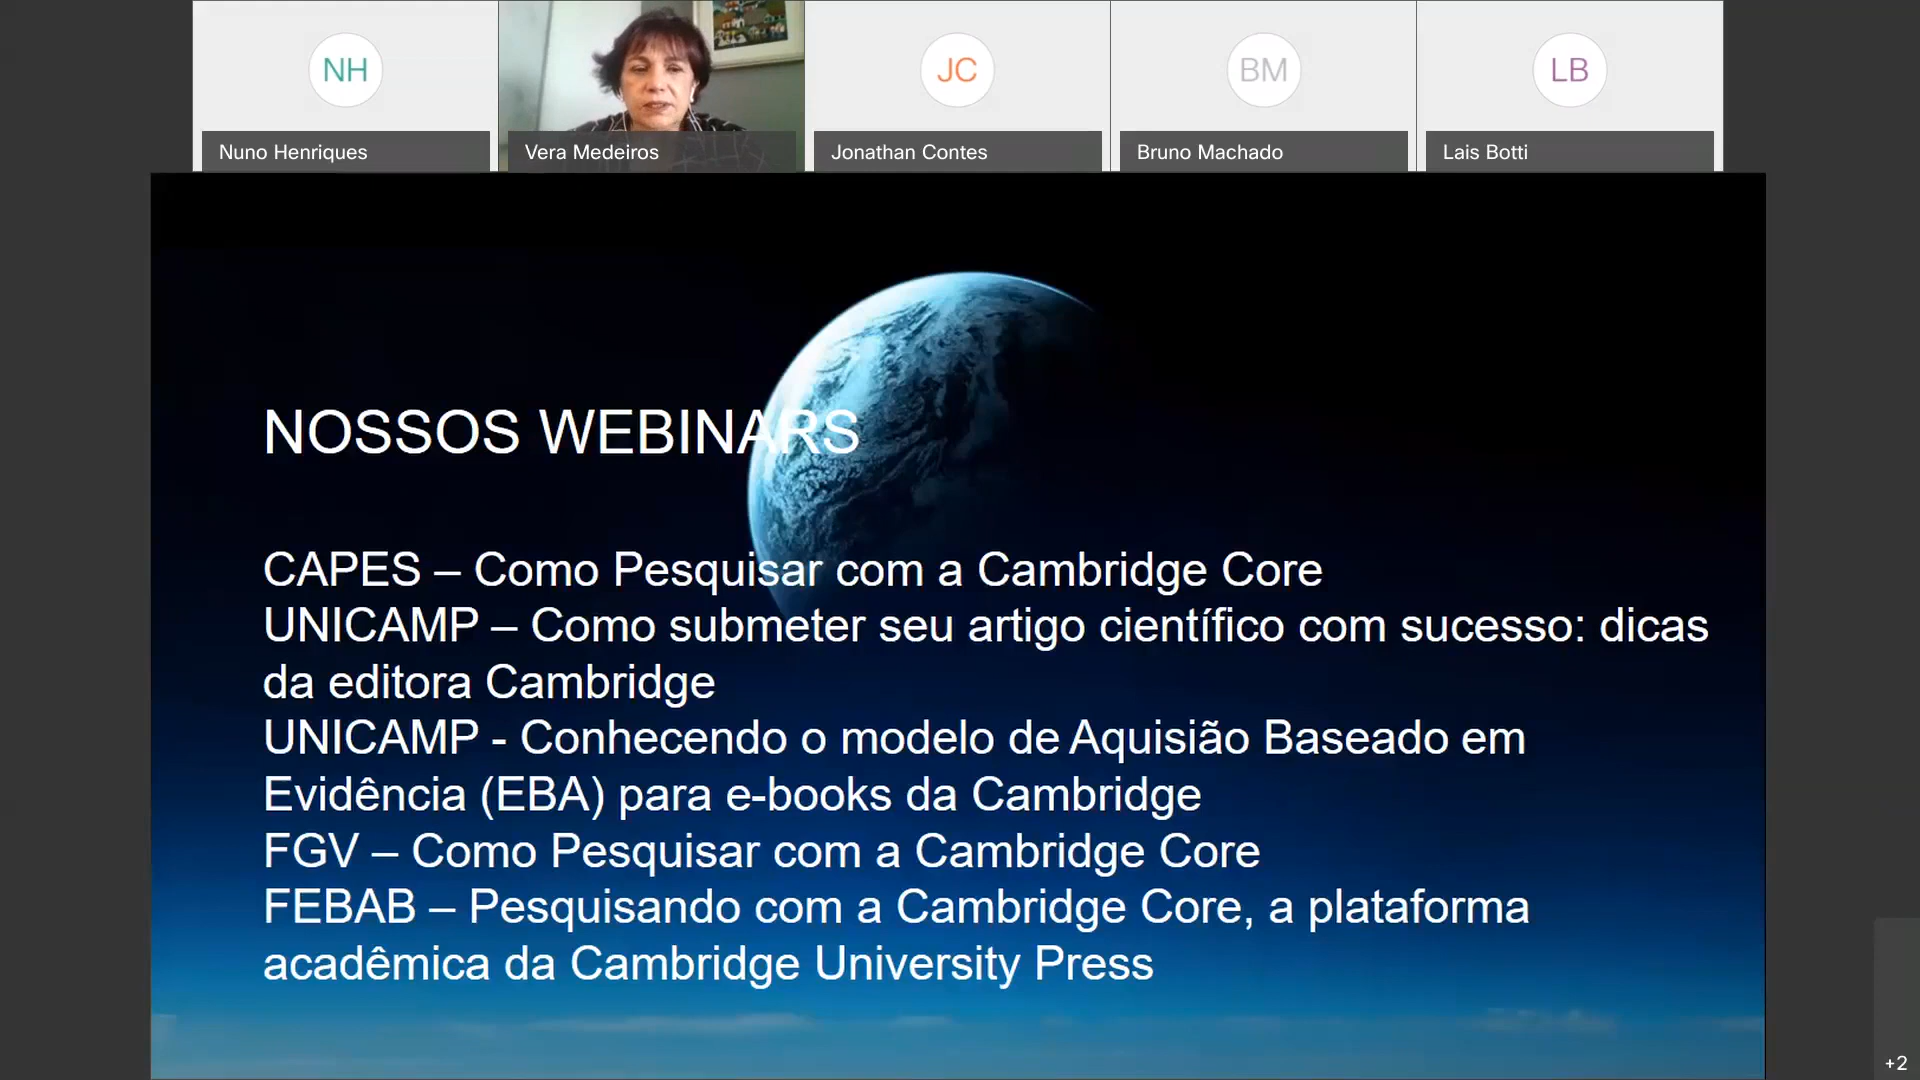 NH
JC
BM
LB
Nuno Henriques
Vera Medeiros
Jonathan Contes
Bruno Machado
Lais Botti
NOSSOS WEBINARS
CAPES – Como Pesquisar com a Cambridge Core
UNICAMP – Como submeter seu artigo científico com sucesso: dicas
da editora Cambridge
UNICAMP - Conhecendo o modelo de Aquisião Baseado em
Evidência (EBA) para e-books da Cambridge
FGV – Como Pesquisar com a Cambridge Core
FEBAB – Pesquisando com a Cambridge Core, a plataforma
acadêmica da Cambridge University Press
+2